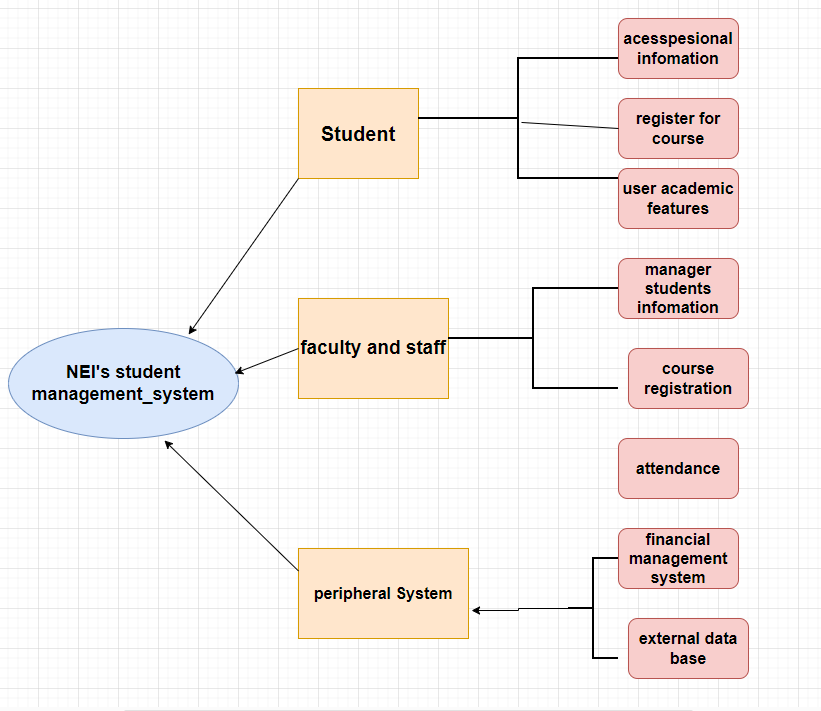 acesspesional
infomation
register for
course
Student
user academic
features
manager
students
infomation
faculty and staff
course
registration
NEI's student
management_system
attendance
financial
management
system
peripheral System
external data
base